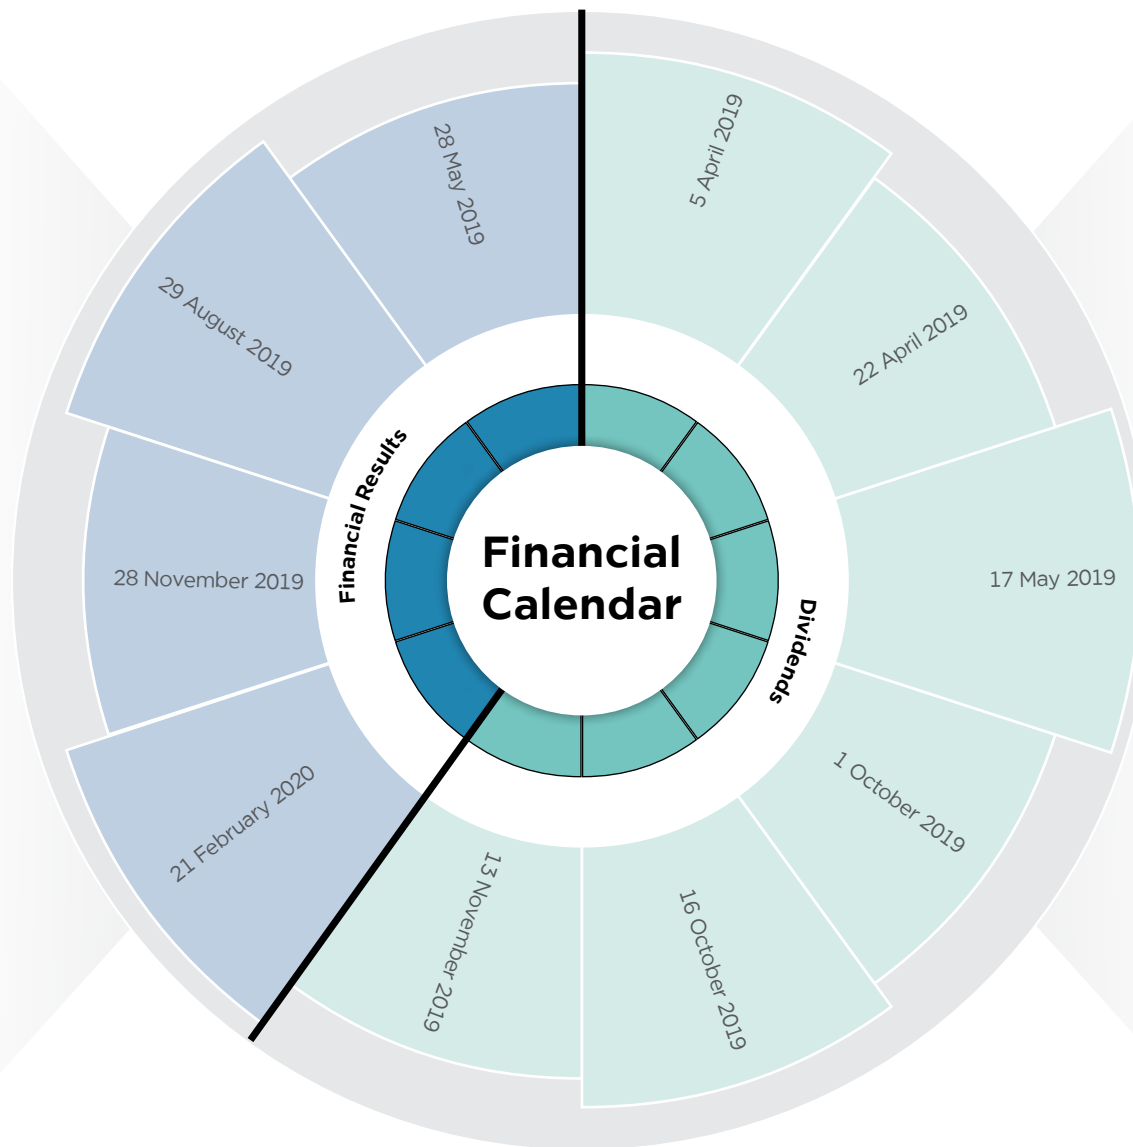 Financial
Calendar
Dividends
5 April 2019
22 April 2019
17 May 2019
1 October 2019
16 October 2019
13 November 2019
Financial Results
21 February 2020
28 November 2019
29 August 2019
28 May 2019